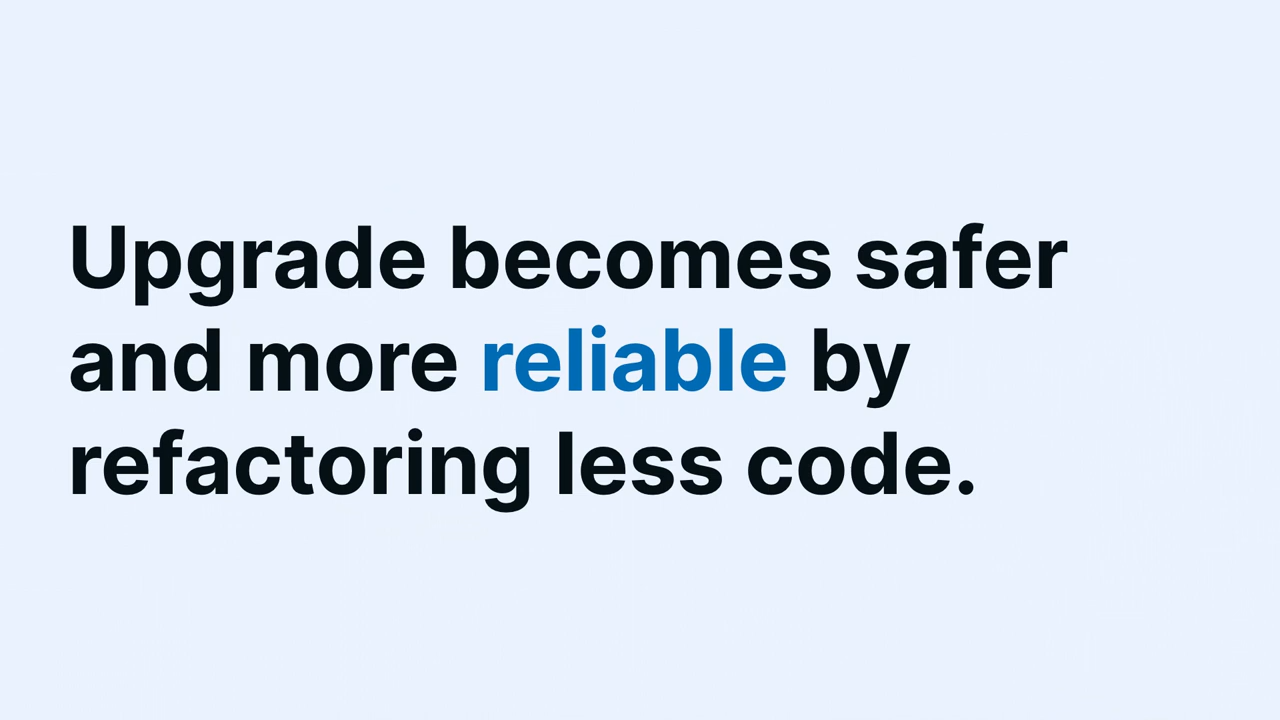 Upgrade becomes safer
and more reliable by
refactoring less code.